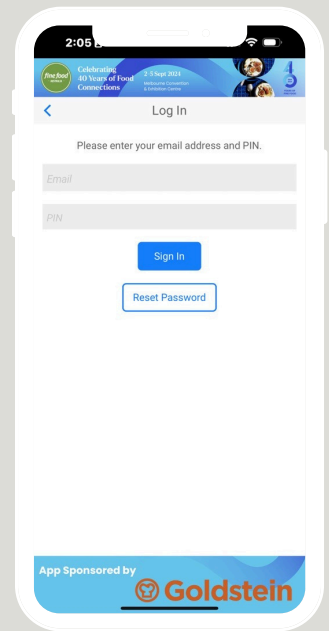 2:05
fine food
Celebrating
40 Years of Food
Connections
2-5 Sept 2024
Melbourne Convention
& Exhibition Centre
Log In
Please enter your email address and PIN.
Email
PIN
Sign In
Reset Password
App Sponsored by
Goldstein